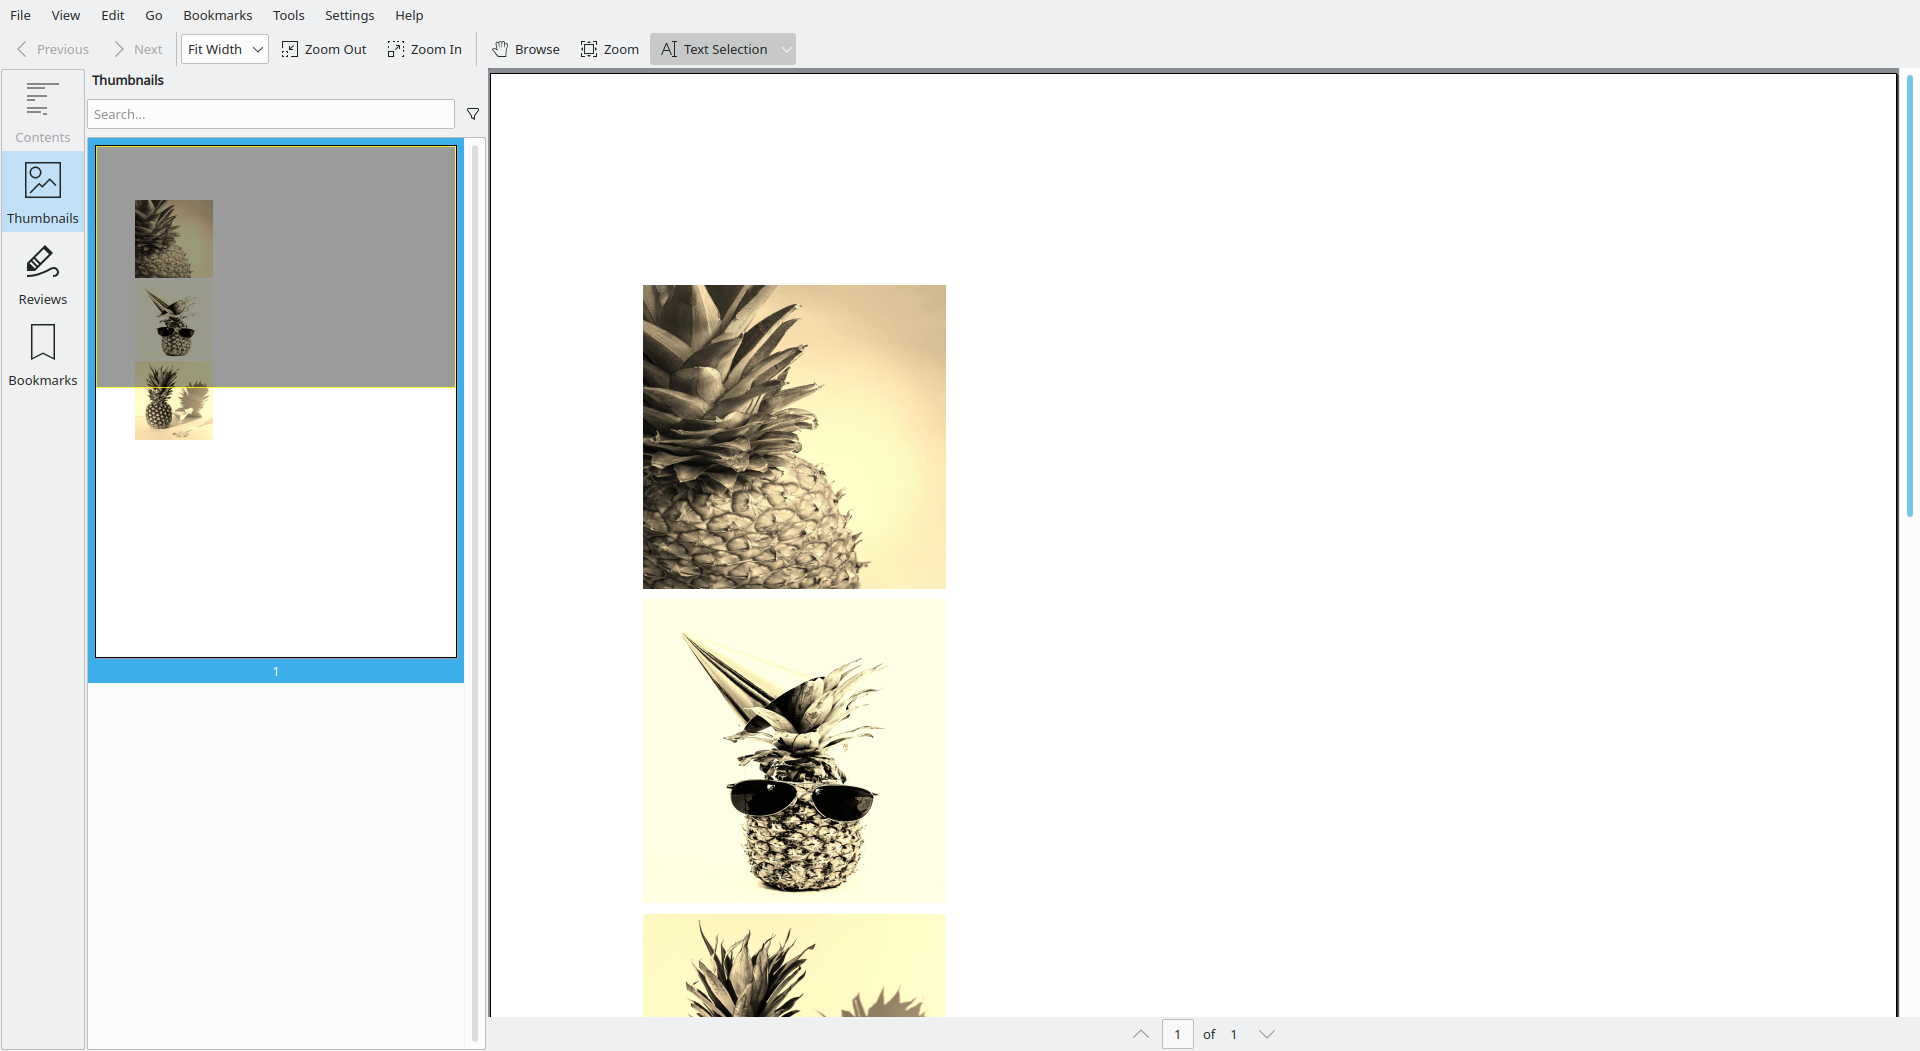 File View Edit Go Bookmarks Tools Settings Help
Previous Next Fit Width Zoom Out Zoom In Browse Zoom Text Selection
Contents
Thumbnails
Reviews
Bookmarks
Thumbnails
Search...
1
1 of 1